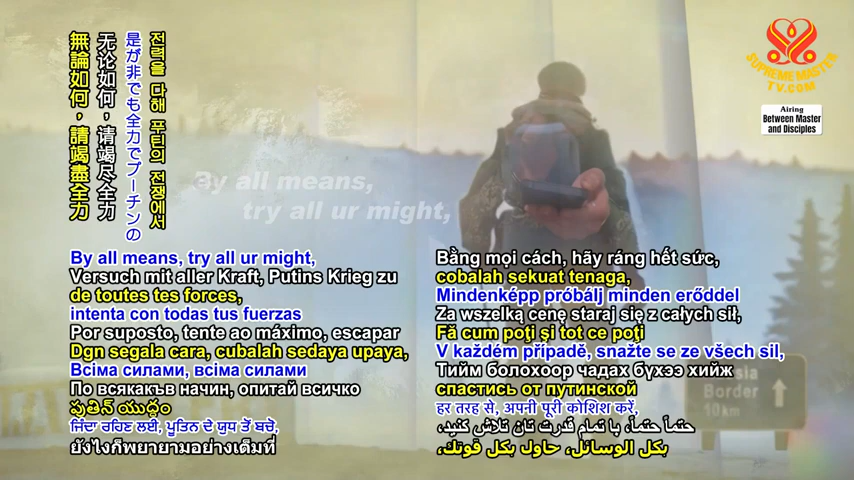 전력을 다해 푸틴의 전쟁에서
是が非でも全力でプーチンの
无论如何，请竭尽全力
無論如何，請竭盡全力
SUPREME MASTER
TV.COM
Airing
Between Master
and Disciples
By all means,
try all ur might,
By all means, try all ur might,
Versuch mit aller Kraft, Putins Krieg zu
de toutes tes forces,
intenta con todas tus fuerzas
Por suposto, tente ao máximo, escapar
Dgn segala cara, cubalah sedaya upaya,
Всіма силами, всіма силами
По всякакъв начин, опитай всичко
పుతిన్ యుద్ధం
ਜਿੰਦਾ ਰਹਿਣ ਲਈ, ਪੂਤਿਨ ਦੇ ਯੁਧ ਤੋਂ ਬਚੋ,
ยังไงก็พยายามอย่างเต็มที่
Bằng mọi cách, hãy ráng hết sức,
cobalah sekuat tenaga,
Mindenképp próbálj minden erőddel
Za wszelką cenę staraj się z całych sił,
Fă cum poţi şi tot ce poţi
V každém případě, snažte se ze všech sil,
Тийм болохоор чадах бүхээ хийж
спастись от путинской
हर तरह से, अपनी पूरी कोशिश करें,
حتماً حتماً، با تمام قدرت تان تلاش کنید،
بكل الوسائل، حاول بكل قوتك،
sia
Border
10 km